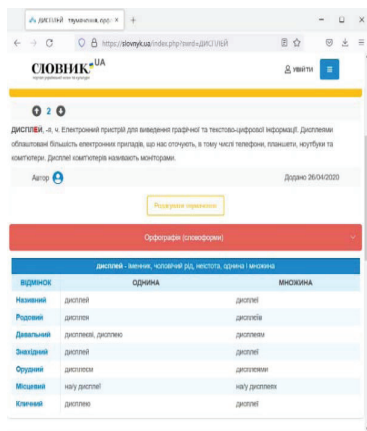 ДИСПЛЕЙ - тлумачення, орфо
https://slovnyk.ua/index.php?swrd=ДИСПЛЕЙ
СЛОВНИК UA
УВІЙТИ
2
ДИСПЛЕЙ, -я, ч. Електронний пристрій для виведення графічної та текстово-цифрової інформації. Дисплеями
облаштовані більшість електронних приладів, що нас оточують, в тому числі телефони, планшети, ноутбуки та
комп'ютери. Дисплеї комп'ютерів називають моніторами.
Автор
Додано 26/04/2020
Орфографія (словоформи)
дисплей - іменник, чоловічий рід, неістота, однина і множина
ВІДМІНОК ОДНИНА МНОЖИНА
Називний дисплей дисплеї
Родовий дисплея дисплеїв
Давальний дисплеєві, дисплею дисплеям
Знахідний дисплей дисплеї
Орудний дисплеєм дисплеями
Місцевий на/у дисплеї на/у дисплеях
Кличний дисплею дисплеї